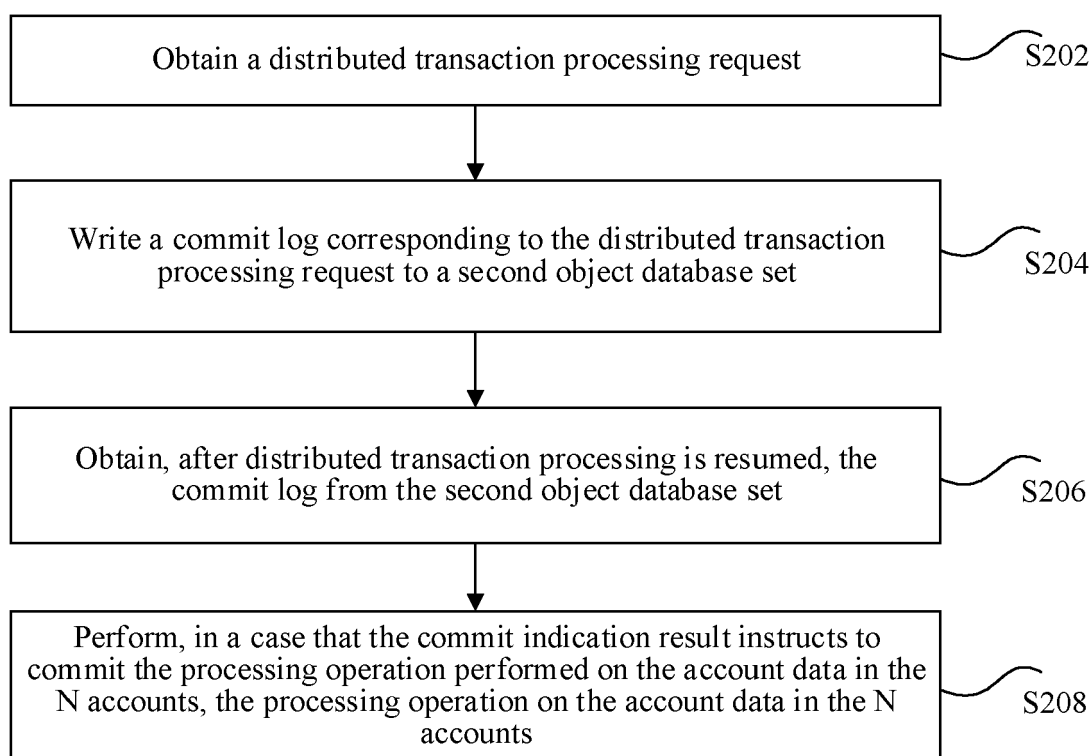 Obtain a distributed transaction processing request
S202
Write a commit log corresponding to the distributed transaction
processing request to a second object database set
S204
Obtain, after distributed transaction processing is resumed, the
commit log from the second object database set
S206
Perform, in a case that the commit indication result instructs to
commit the processing operation performed on the account data in the
N accounts, the processing operation on the account data in the N
accounts
S208